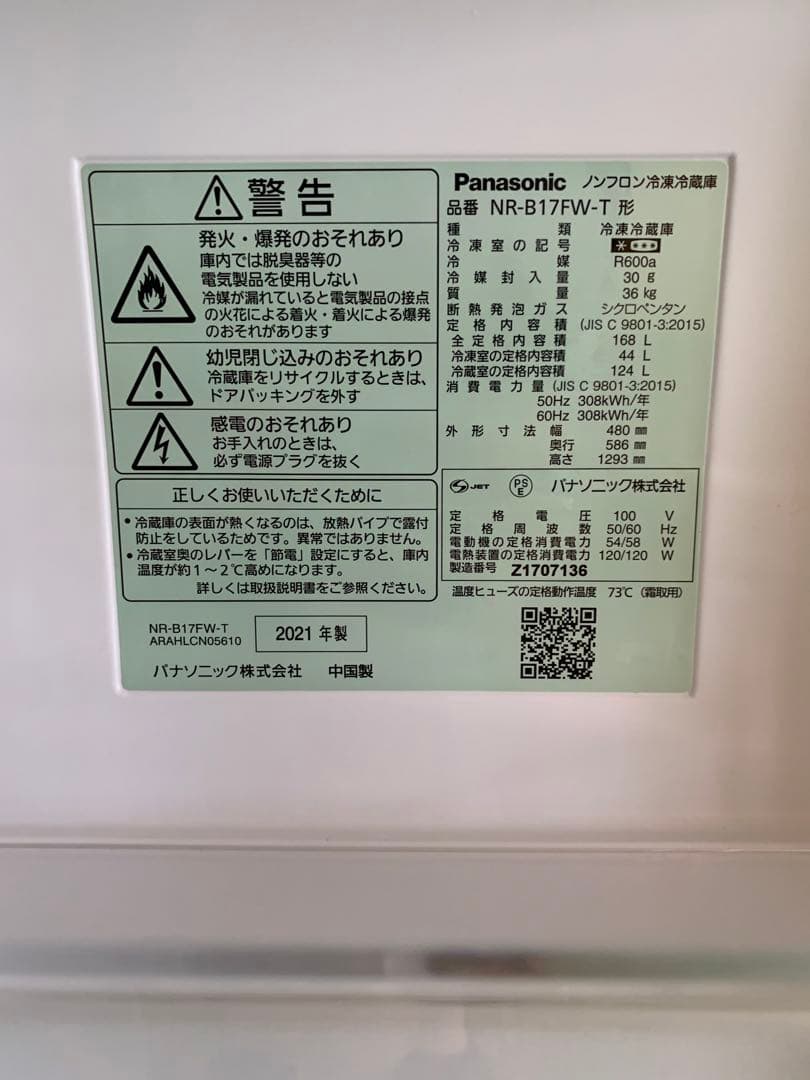 警告
発火・爆発のおそれあり
庫内では脱臭器等の
電気製品を使用しない
冷媒が漏れていると電気製品の接点
の火花による着火・着火による爆発
のおそれがあります
幼児閉じ込みのおそれあり
冷蔵庫をリサイクルするときは、
ドアパッキングを外す
感電のおそれあり
お手入れのときは、
必ず電源プラグを抜く
正しくお使いいただくために
• 冷蔵庫の表面が熱くなるのは、放熱パイプで露付
防止をしているためです。異常ではありません。
• 冷蔵室奥のレバーを「節電」設定にすると、庫内
温度が約1〜2℃高めになります。
詳しくは取扱説明書をご参照ください。
NR-B17FW-T
ARAHLCN05610
2021 年製
パナソニック株式会社 中国製
Panasonic ノンフロン冷凍冷蔵庫
品番 NR-B17FW-T 形
種類 冷凍冷蔵庫
冷凍室の記号
冷媒 R600a
冷媒封入量 30 g
質量 36 kg
断熱発泡ガス シクロペンタン
定格内容積 (JIS C 9801-3:2015)
全定格内容積 168 L
冷凍室の定格内容積 44 L
冷蔵室の定格内容積 124 L
消費電力量 (JIS C 9801-3:2015)
50Hz 308kWh/年
60Hz 308kWh/年
外形寸法 幅 480 ㎜
奥行 586 ㎜
高さ 1293 ㎜
S JET PSE パナソニック株式会社
定格電圧 100 V
定格周波数 50/60 Hz
電動機の定格消費電力 54/58 W
電熱装置の定格消費電力 120/120 W
製造番号 Z1707136
温度ヒューズの定格動作温度 73℃ (霜取用)